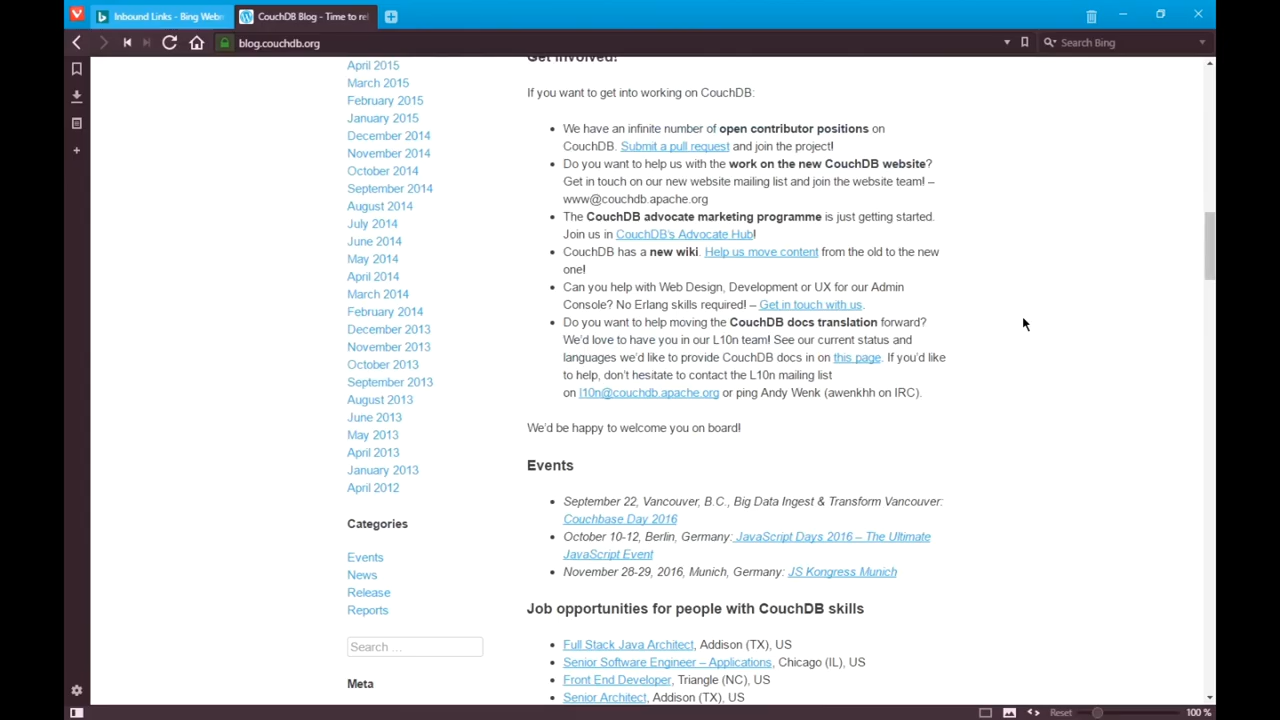 Inbound Links - Bing Webm
CouchDB Blog - Time to rel
blog.couchdb.org
Search Bing
April 2015
March 2015
February 2015
January 2015
December 2014
November 2014
October 2014
September 2014
August 2014
July 2014
June 2014
May 2014
April 2014
March 2014
February 2014
December 2013
November 2013
October 2013
September 2013
August 2013
June 2013
May 2013
April 2013
January 2013
April 2012
Categories
Events
News
Release
Reports
Search ...
Meta
Get involved!
If you want to get into working on CouchDB:
We have an infinite number of open contributor positions on
CouchDB. Submit a pull request and join the project!
Do you want to help us with the work on the new CouchDB website?
Get in touch on our new website mailing list and join the website team! –
www@couchdb.apache.org
The CouchDB advocate marketing programme is just getting started.
Join us in CouchDB's Advocate Hub!
CouchDB has a new wiki. Help us move content from the old to the new
one!
Can you help with Web Design, Development or UX for our Admin
Console? No Erlang skills required! – Get in touch with us.
Do you want to help moving the CouchDB docs translation forward?
We'd love to have you in our L10n team! See our current status and
languages we'd like to provide CouchDB docs in on this page. If you'd like
to help, don't hesitate to contact the L10n mailing list
on l10n@couchdb.apache.org or ping Andy Wenk (awenkhh on IRC).
We'd be happy to welcome you on board!
Events
September 22, Vancouver, B.C., Big Data Ingest & Transform Vancouver:
Couchbase Day 2016
October 10-12, Berlin, Germany: JavaScript Days 2016 – The Ultimate
JavaScript Event
November 28-29, 2016, Munich, Germany: JS Kongress Munich
Job opportunities for people with CouchDB skills
Full Stack Java Architect, Addison (TX), US
Senior Software Engineer – Applications, Chicago (IL), US
Front End Developer, Triangle (NC), US
Senior Architect, Addison (TX), US
Reset
100 %